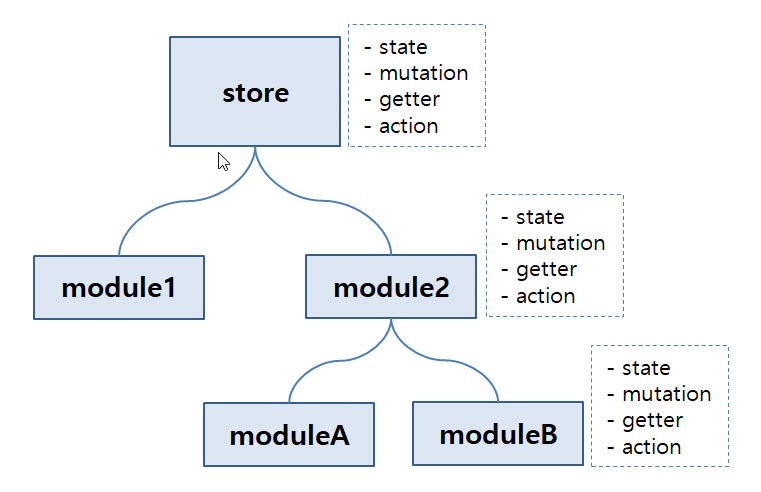 store
- state
- mutation
- getter
- action
module1
module2
- state
- mutation
- getter
- action
moduleA
moduleB
- state
- mutation
- getter
- action